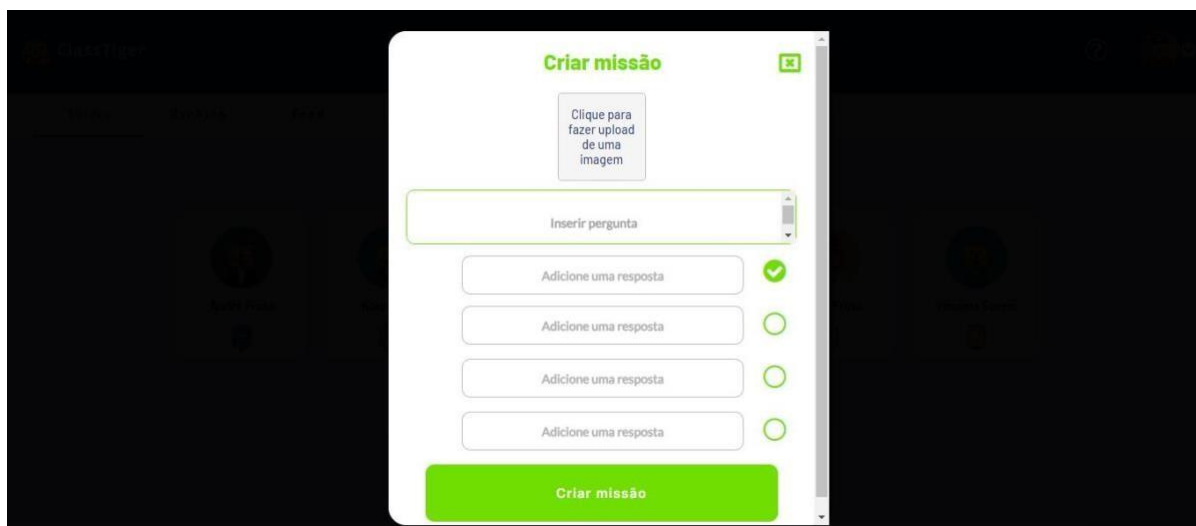 ClassTiger
Criar missão
Clique para
fazer upload
de uma
imagem
Inserir pergunta
Adicione uma resposta
Adicione uma resposta
Adicione uma resposta
Adicione uma resposta
Criar missão